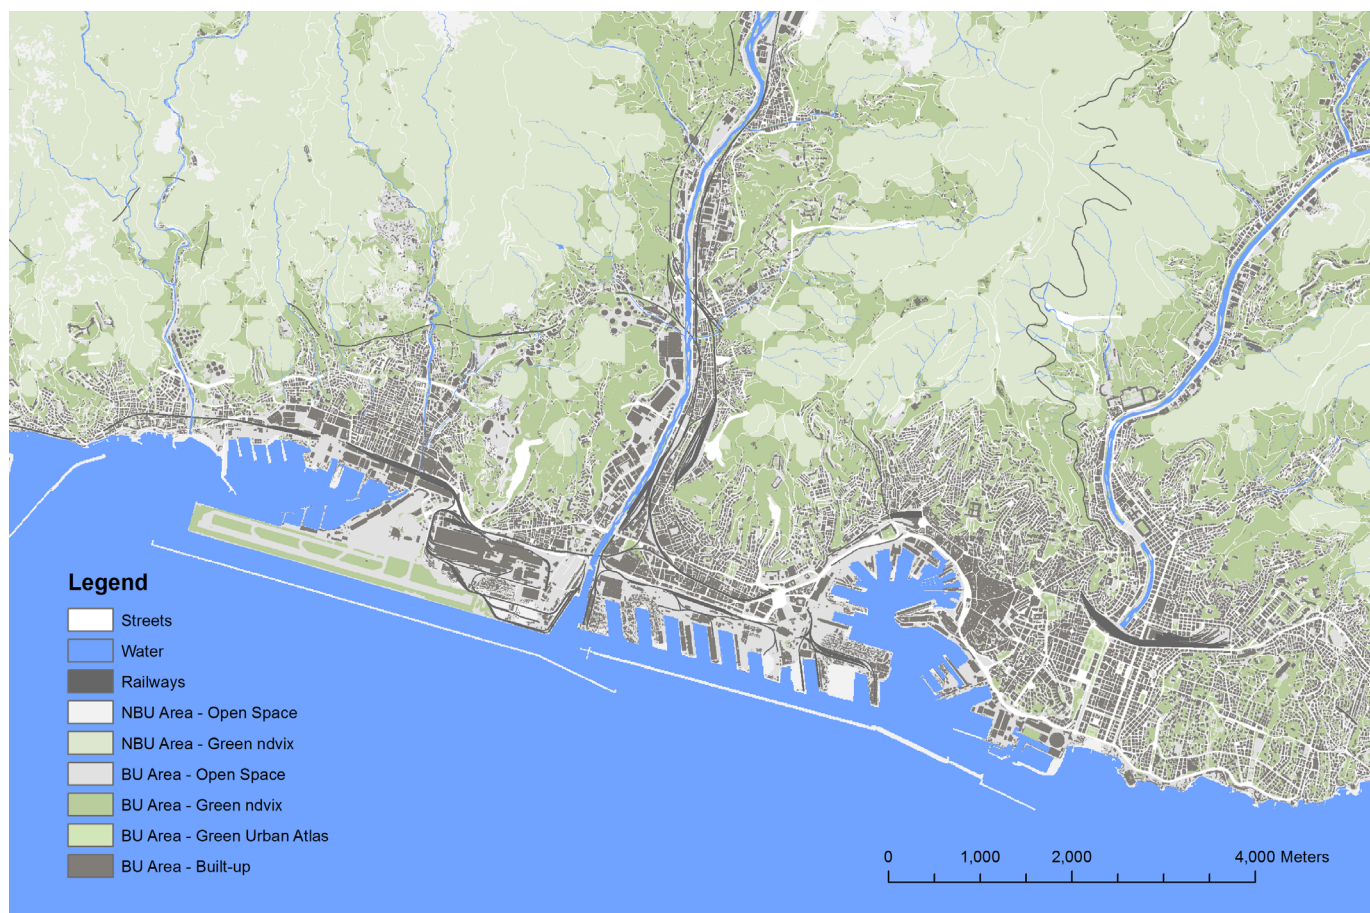 Legend
Streets
Water
Railways
NBU Area - Open Space
NBU Area - Green ndvix
BU Area - Open Space
BU Area - Green ndvix
BU Area - Green Urban Atlas
BU Area - Built-up
0 1,000 2,000 4,000 Meters